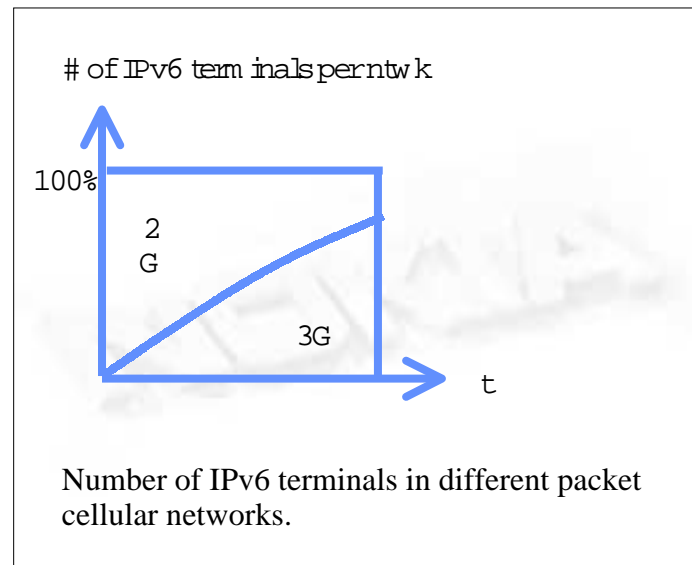 # of IPv6 terminals per ntwk
100%
2
G
3G
t
Number of IPv6 terminals in different packet
cellular networks.